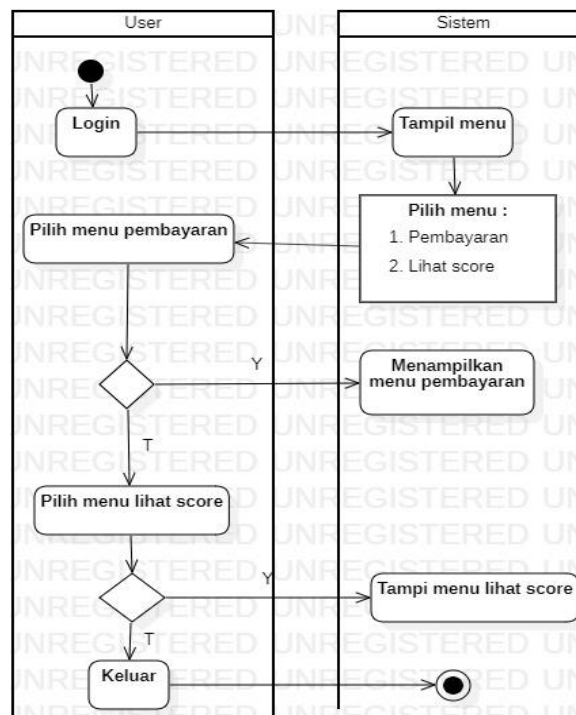 User
Sistem
Login
Tampil menu
Pilih menu :
1. Pembayaran
2. Lihat score
Pilih menu pembayaran
Y
Menampilkan
menu pembayaran
T
Pilih menu lihat score
Y
Tampi menu lihat score
T
Keluar
UNREGISTERED